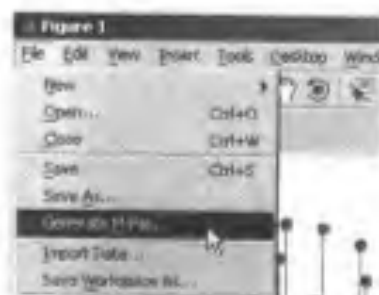 Figure 1
File Edit View Insert Tools Desktop Wind
New
Open... Ctrl+O
Close Ctrl+W
Save Ctrl+S
Save As...
Generate M-File...
Import Data...
Save Workspace As...